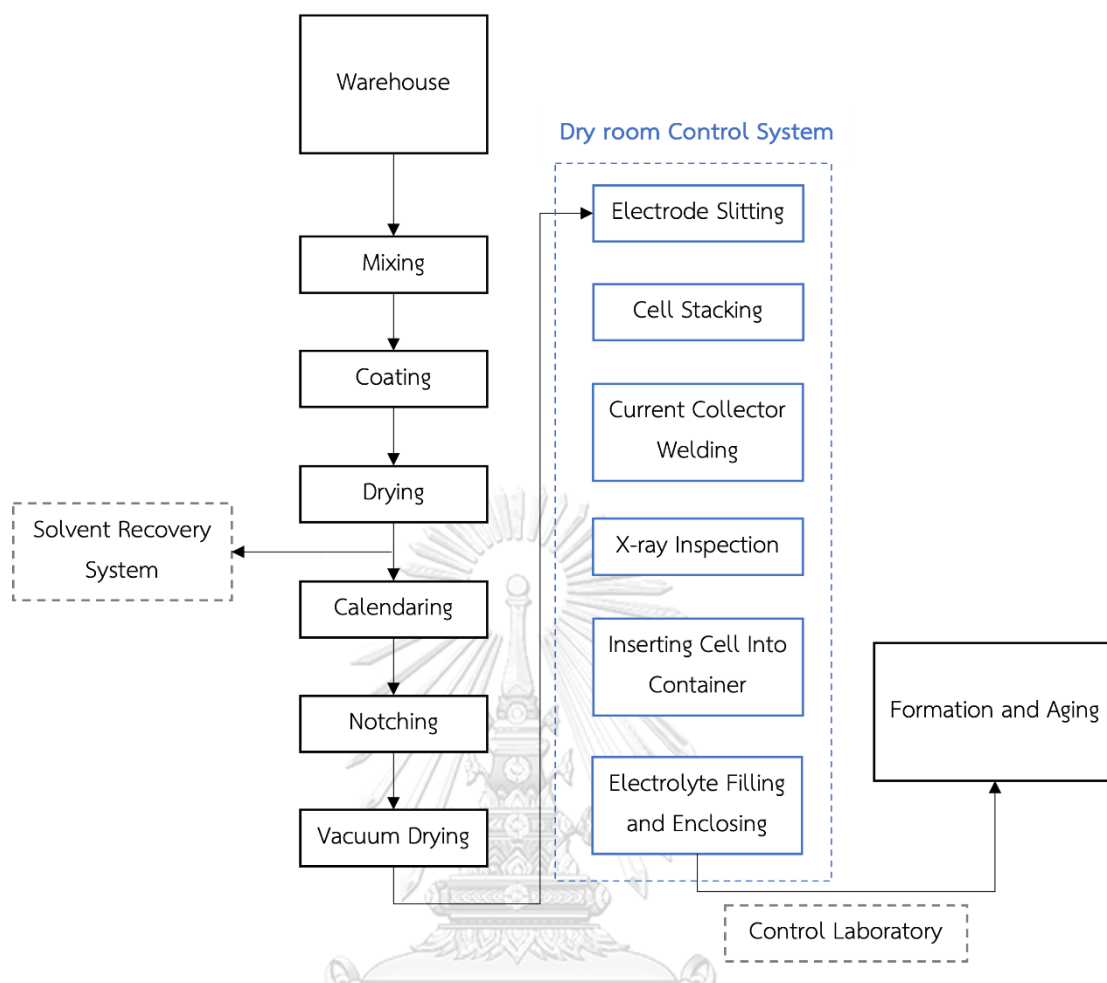 Warehouse
Mixing
Coating
Drying
Solvent Recovery
System
Calendaring
Notching
Vacuum Drying
Dry room Control System
Electrode Slitting
Cell Stacking
Current Collector
Welding
X-ray Inspection
Inserting Cell Into
Container
Electrolyte Filling
and Enclosing
Control Laboratory
Formation and Aging